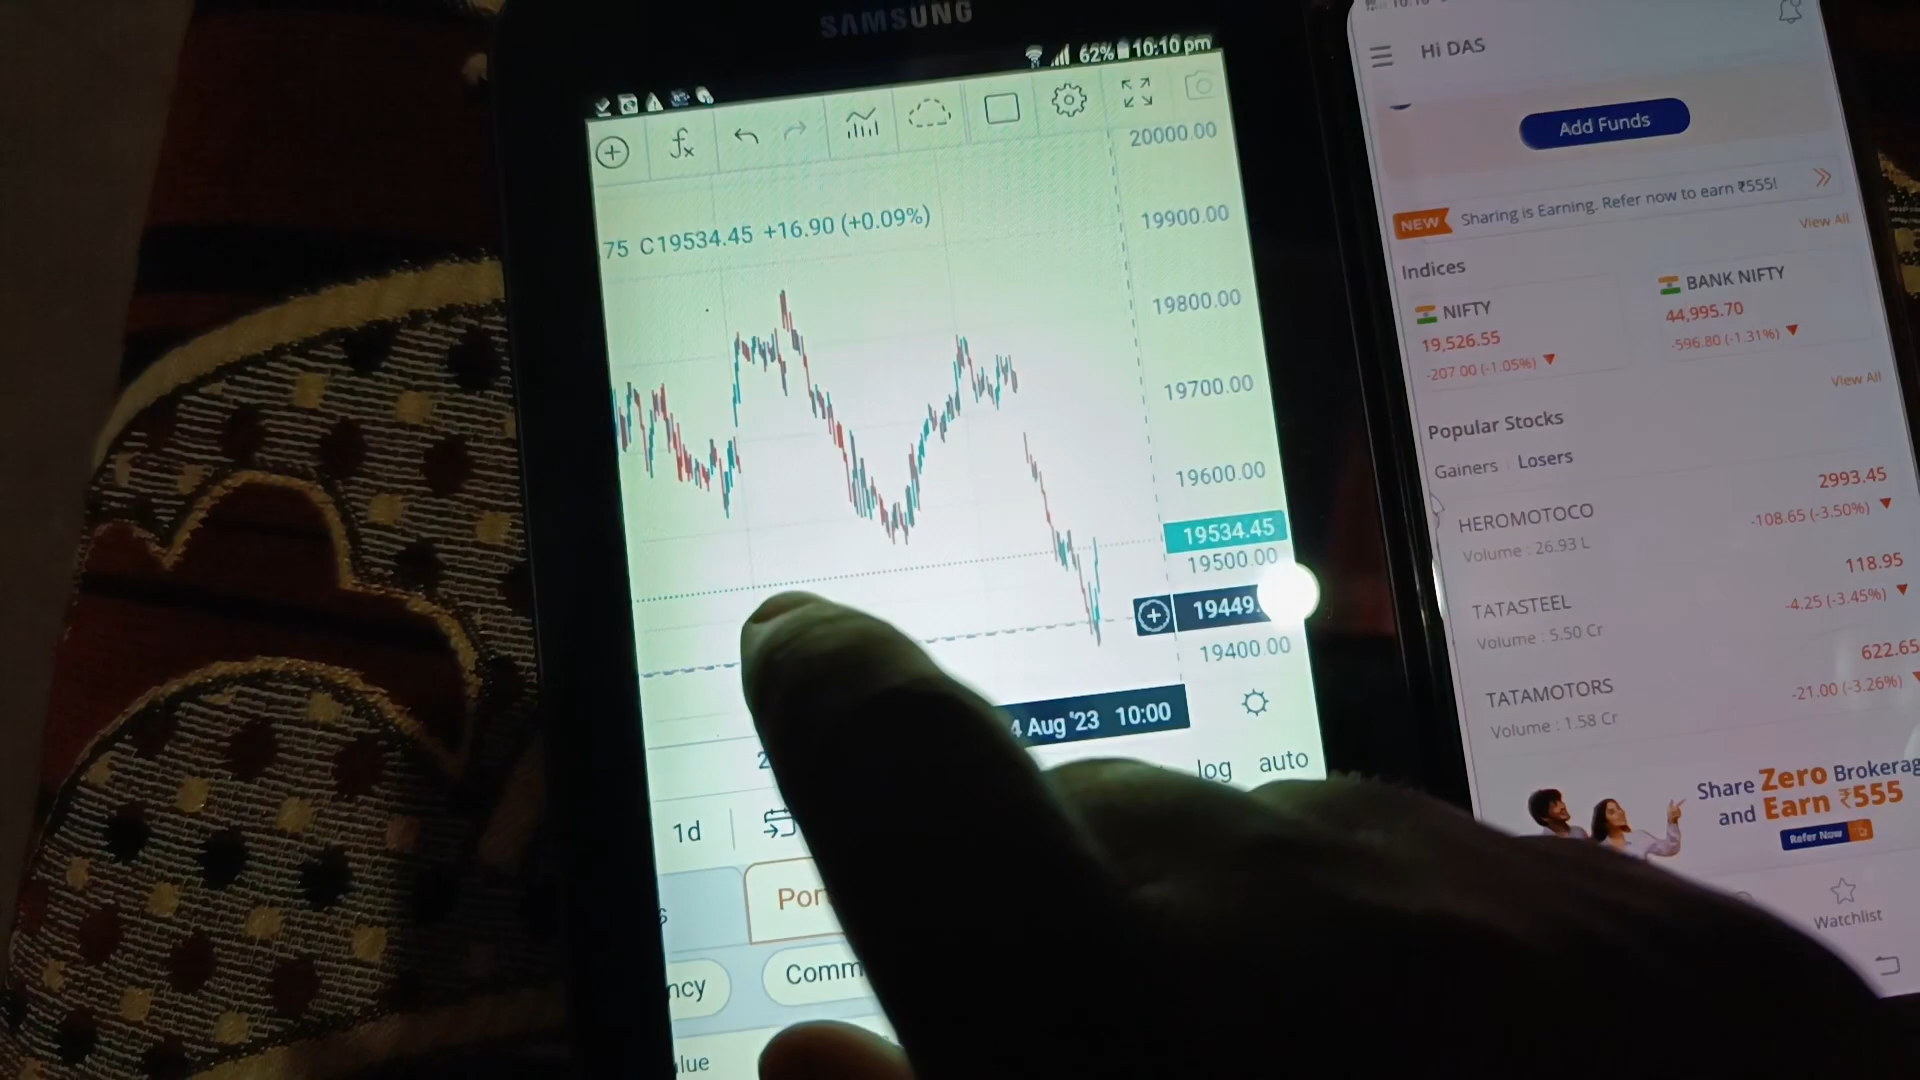 SAMSUNG
62% 10:10 pm
20000.00
19900.00
75 C19534.45 +16.90 (+0.09%)
19800.00
19700.00
19600.00
19534.45
19500.00
19449.
19400.00
4 Aug '23 10:00
log auto
1d
Por
ncy
Comm
lue
Hi DAS
Add Funds
NEW Sharing is Earning. Refer now to earn ₹555!
View All
Indices
NIFTY
19,526.55
-207.00 (-1.05%)
BANK NIFTY
44,995.70
-596.80 (-1.31%)
View All
Popular Stocks
Gainers Losers
HEROMOTOCO 2993.45
Volume : 26.93 L -108.65 (-3.50%)
TATASTEEL 118.95
Volume : 5.50 Cr -4.25 (-3.45%)
TATAMOTORS 622.65
Volume : 1.58 Cr -21.00 (-3.26%)
Share Zero Brokerag
and Earn ₹555
Refer Now
Watchlist